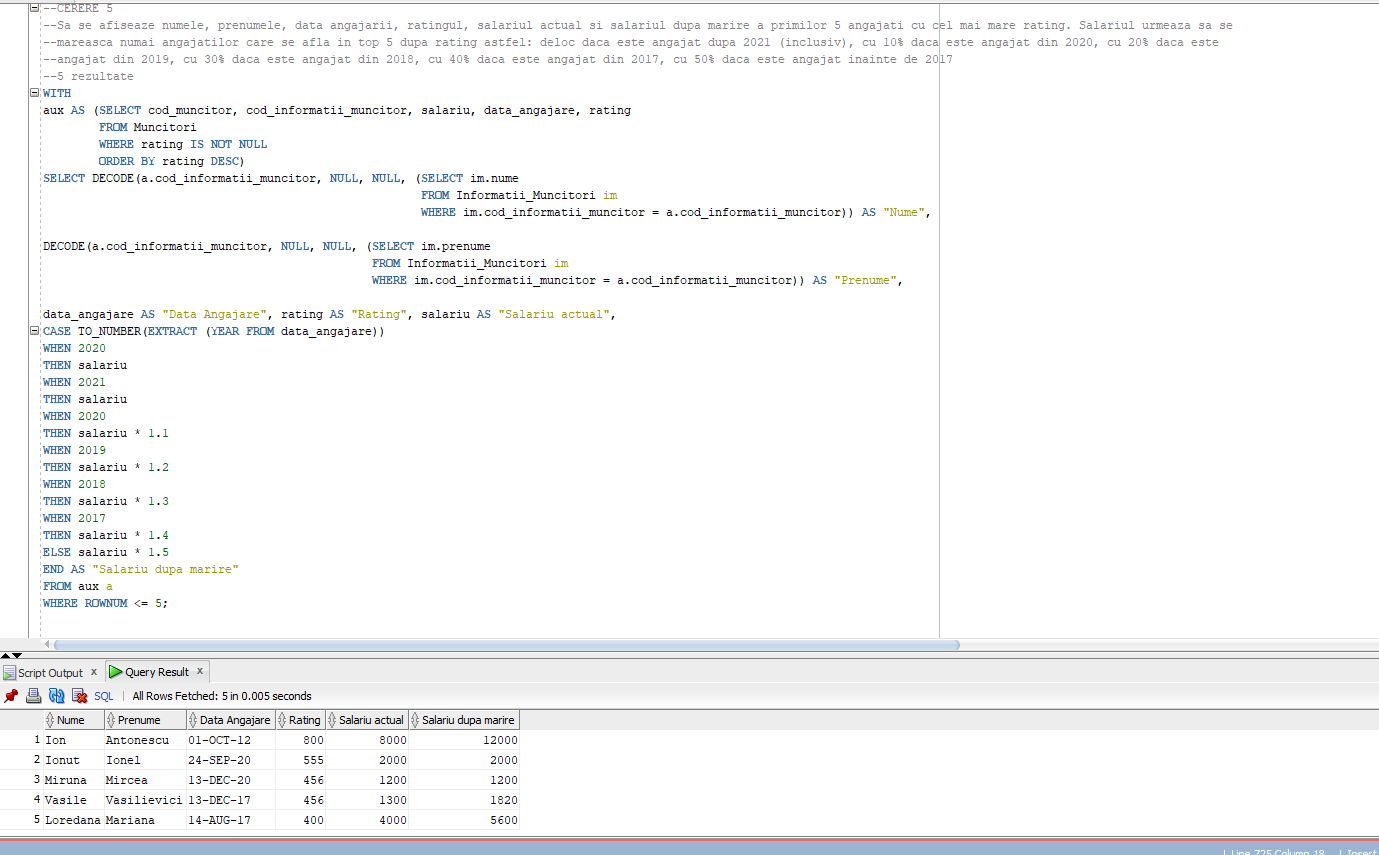 --CERERE 5
--Sa se afiseaze numele, prenumele, data angajarii, ratingul, salariul actual si salariul dupa marire a primilor 5 angajati cu cel mai mare rating. Salariul urmeaza sa se
--mareasca numai angajatilor care se afla in top 5 dupa rating astfel: deloc daca este angajat dupa 2021 (inclusiv), cu 10% daca este angajat din 2020, cu 20% daca este
--angajat din 2019, cu 30% daca este angajat din 2018, cu 40% daca este angajat din 2017, cu 50% daca este angajat inainte de 2017
--5 rezultate
WITH
aux AS (SELECT cod_muncitor, cod_informatii_muncitor, salariu, data_angajare, rating
FROM Muncitori
WHERE rating IS NOT NULL
ORDER BY rating DESC)
SELECT DECODE(a.cod_informatii_muncitor, NULL, NULL, (SELECT im.nume
FROM Informatii_Muncitori im
WHERE im.cod_informatii_muncitor = a.cod_informatii_muncitor)) AS "Nume",
DECODE(a.cod_informatii_muncitor, NULL, NULL, (SELECT im.prenume
FROM Informatii_Muncitori im
WHERE im.cod_informatii_muncitor = a.cod_informatii_muncitor)) AS "Prenume",
data_angajare AS "Data Angajare", rating AS "Rating", salariu AS "Salariu actual",
CASE TO_NUMBER(EXTRACT (YEAR FROM data_angajare))
WHEN 2020
THEN salariu
WHEN 2021
THEN salariu
WHEN 2020
THEN salariu * 1.1
WHEN 2019
THEN salariu * 1.2
WHEN 2018
THEN salariu * 1.3
WHEN 2017
THEN salariu * 1.4
ELSE salariu * 1.5
END AS "Salariu dupa marire"
FROM aux a
WHERE ROWNUM <= 5;
Script Output x Query Result x
SQL | All Rows Fetched: 5 in 0.005 seconds
Nume Prenume Data Angajare Rating Salariu actual Salariu dupa marire
1 Ion Antonescu 01-OCT-12 800 8000 12000
2 Ionut Ionel 24-SEP-20 555 2000 2000
3 Miruna Mircea 13-DEC-20 456 1200 1200
4 Vasile Vasilievici 13-DEC-17 456 1300 1820
5 Loredana Mariana 14-AUG-17 400 4000 5600
| Line 725 Column 18 | Insert